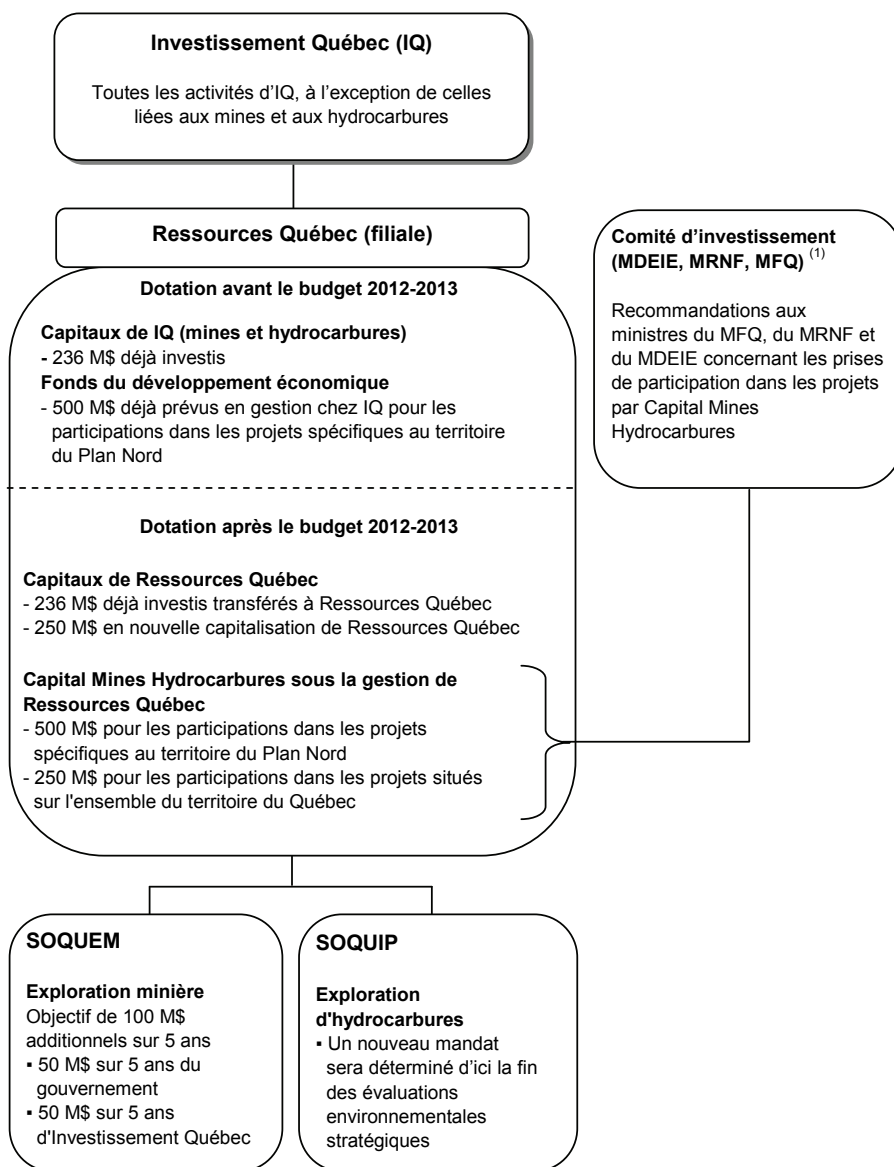 Investissement Québec (IQ)
Toutes les activités d’IQ, à l’exception de celles
liées aux mines et aux hydrocarbures
Ressources Québec (filiale)
Dotation avant le budget 2012-2013
Capitaux de IQ (mines et hydrocarbures)
- 236 M$ déjà investis
Fonds du développement économique
- 500 M$ déjà prévus en gestion chez IQ pour les
participations dans les projets spécifiques au territoire
du Plan Nord
Dotation après le budget 2012-2013
Capitaux de Ressources Québec
- 236 M$ déjà investis transférés à Ressources Québec
- 250 M$ en nouvelle capitalisation de Ressources Québec
Capital Mines Hydrocarbures sous la gestion de
Ressources Québec
- 500 M$ pour les participations dans les projets
spécifiques au territoire du Plan Nord
- 250 M$ pour les participations dans les projets situés
sur l'ensemble du territoire du Québec
Comité d’investissement
(MDEIE, MRNF, MFQ) (1)
Recommandations aux
ministres du MFQ, du MRNF et
du MDEIE concernant les prises
de participation dans les projets
par Capital Mines
Hydrocarbures
SOQUEM
Exploration minière
Objectif de 100 M$
additionnels sur 5 ans
▪ 50 M$ sur 5 ans du
gouvernement
▪ 50 M$ sur 5 ans
d'Investissement Québec
SOQUIP
Exploration
d'hydrocarbures
▪ Un nouveau mandat
sera déterminé d’ici la fin
des évaluations
environnementales
stratégiques